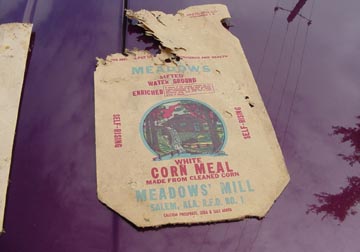 MEADOWS
SIFTED
WATER GROUND
ENRICHED
SELF-RISING
SELF-RISING
WHITE
CORN MEAL
MADE FROM CLEANED CORN
MEADOWS' MILL
SALEM, ALA. R.F.D. NO. 1